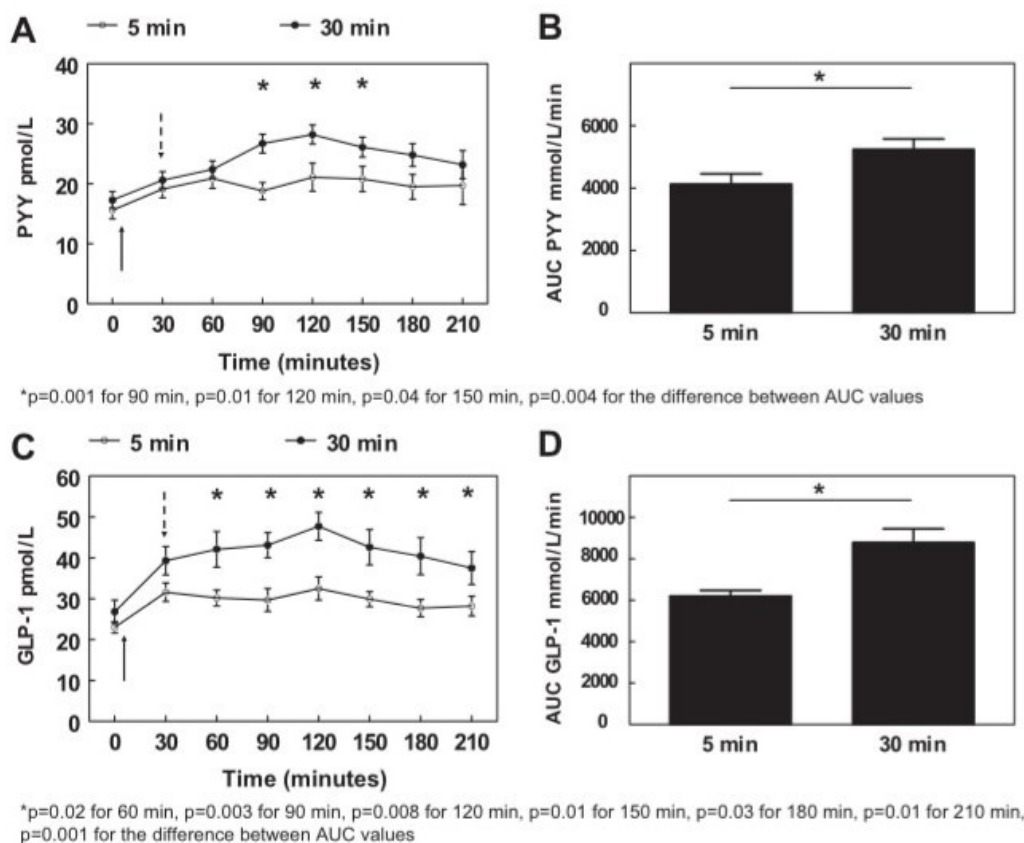 A
5 min
30 min
PYY pmol/L
40
30
20
10
0
* * *
0 30 60 90 120 150 180 210
Time (minutes)
B
*
AUC PYY mmol/L/min
6000
4000
2000
0
5 min 30 min
*p=0.001 for 90 min, p=0.01 for 120 min, p=0.04 for 150 min, p=0.004 for the difference between AUC values
C
5 min
30 min
GLP-1 pmol/L
60
50
40
30
20
10
0
* * * * * *
0 30 60 90 120 150 180 210
Time (minutes)
D
*
AUC GLP-1 mmol/L/min
10000
8000
6000
4000
2000
0
5 min 30 min
*p=0.02 for 60 min, p=0.003 for 90 min, p=0.008 for 120 min, p=0.01 for 150 min, p=0.03 for 180 min, p=0.01 for 210 min,
p=0.001 for the difference between AUC values